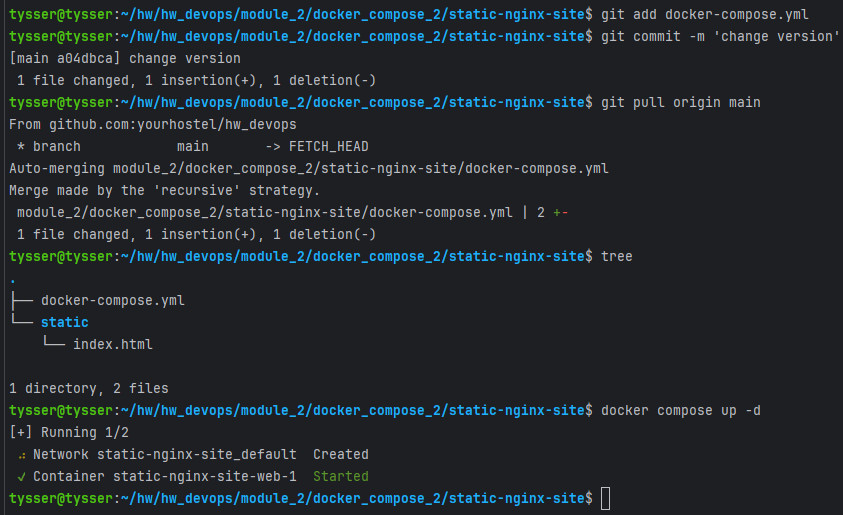 tysser@tysser:~/hw/hw_devops/module_2/docker_compose_2/static-nginx-site$ git add docker-compose.yml
tysser@tysser:~/hw/hw_devops/module_2/docker_compose_2/static-nginx-site$ git commit -m 'change version'
[main a04dbca] change version
 1 file changed, 1 insertion(+), 1 deletion(-)
tysser@tysser:~/hw/hw_devops/module_2/docker_compose_2/static-nginx-site$ git pull origin main
From github.com:yourhostel/hw_devops
 * branch            main       -> FETCH_HEAD
Auto-merging module_2/docker_compose_2/static-nginx-site/docker-compose.yml
Merge made by the 'recursive' strategy.
 module_2/docker_compose_2/static-nginx-site/docker-compose.yml | 2 +-
 1 file changed, 1 insertion(+), 1 deletion(-)
tysser@tysser:~/hw/hw_devops/module_2/docker_compose_2/static-nginx-site$ tree
.
├── docker-compose.yml
└── static
    └── index.html

1 directory, 2 files
tysser@tysser:~/hw/hw_devops/module_2/docker_compose_2/static-nginx-site$ docker compose up -d
[+] Running 1/2
 ⠴ Network static-nginx-site_default  Created
 ✔ Container static-nginx-site-web-1  Started
tysser@tysser:~/hw/hw_devops/module_2/docker_compose_2/static-nginx-site$